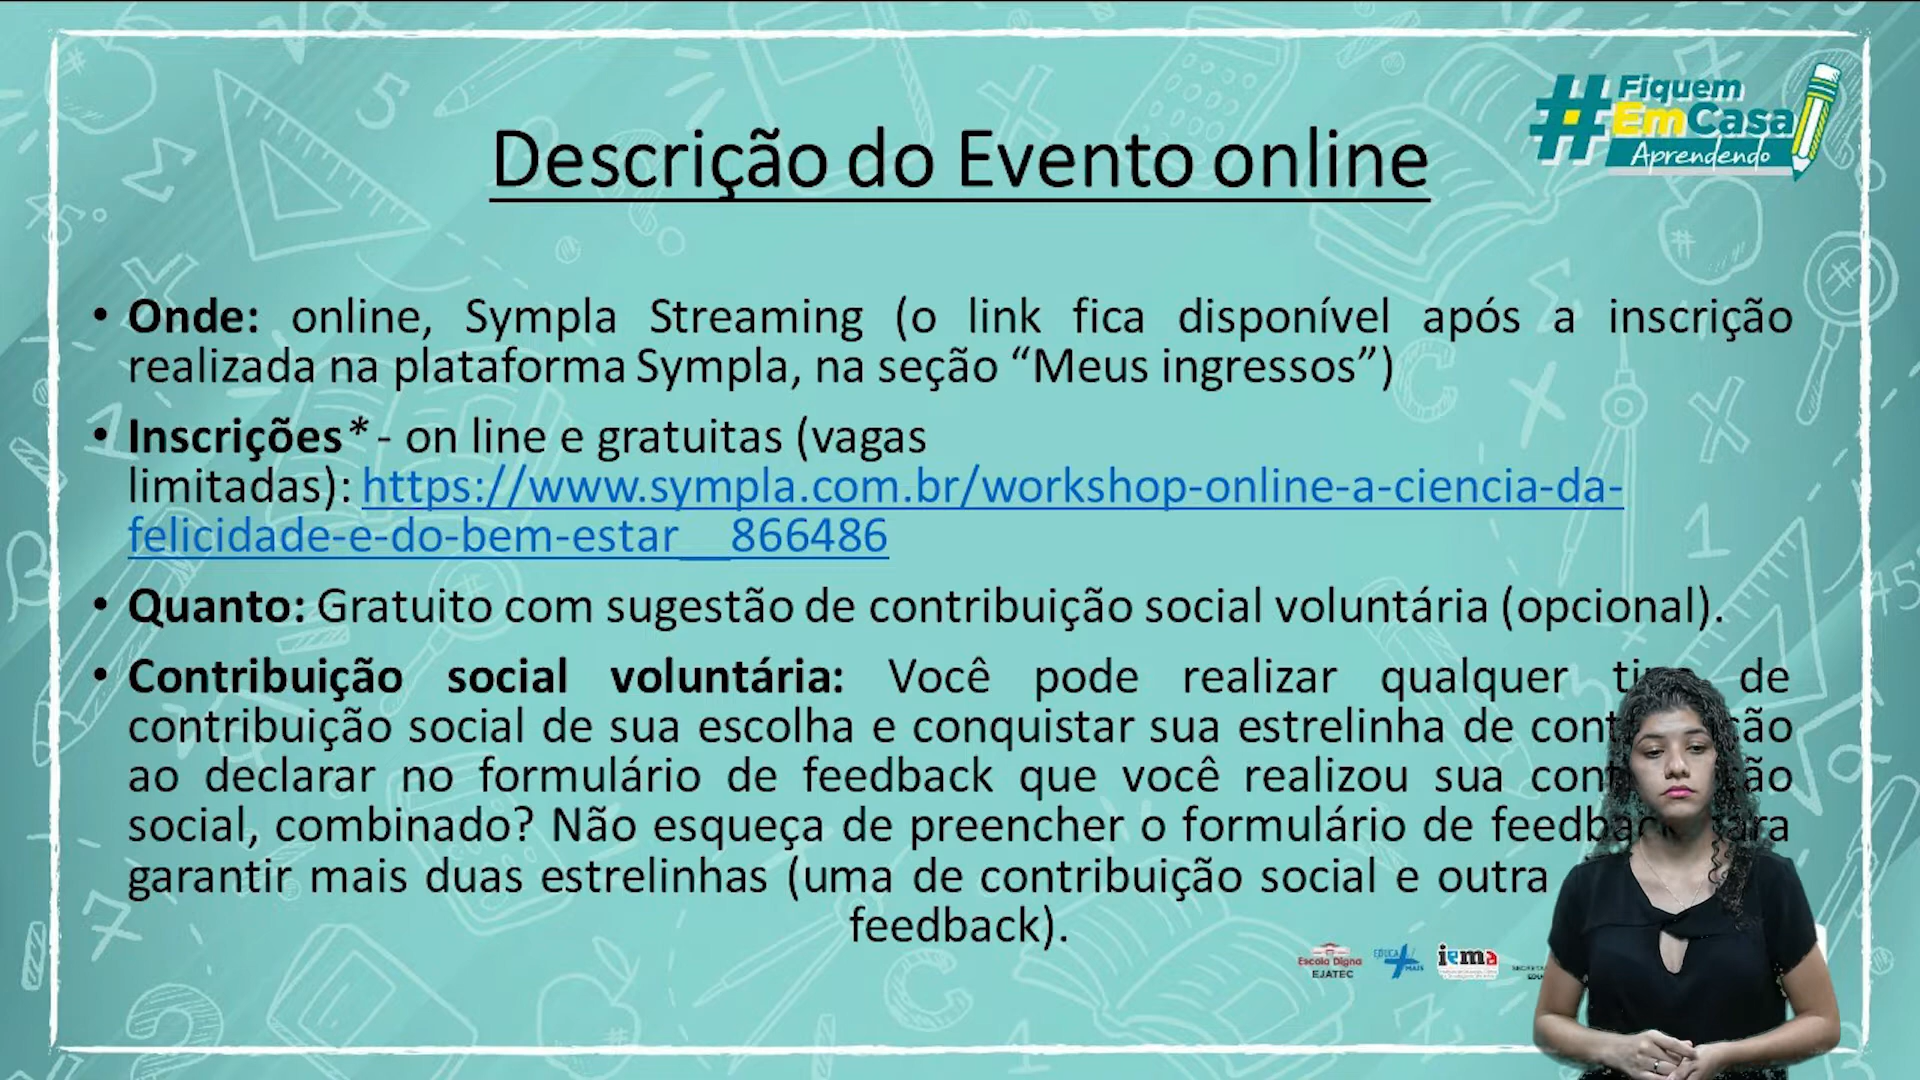 #Fiquem
EmCasa
Aprendendo
Descrição do Evento online
• Onde: online, Sympla Streaming (o link fica disponível após a inscrição
realizada na plataforma Sympla, na seção “Meus ingressos”)
• Inscrições* - on line e gratuitas (vagas
limitadas): https://www.sympla.com.br/workshop-online-a-ciencia-da-
felicidade-e-do-bem-estar__866486
• Quanto: Gratuito com sugestão de contribuição social voluntária (opcional).
• Contribuição social voluntária: Você pode realizar qualquer de
contribuição social de sua escolha e conquistar sua estrelinha de
ao declarar no formulário de feedback que você realizou sua
social, combinado? Não esqueça de preencher o formulário de feedback
garantir mais duas estrelinhas (uma de contribuição social e outra
feedback).
Escola Digna
EJATEC
EDUCA
MAIS
iema